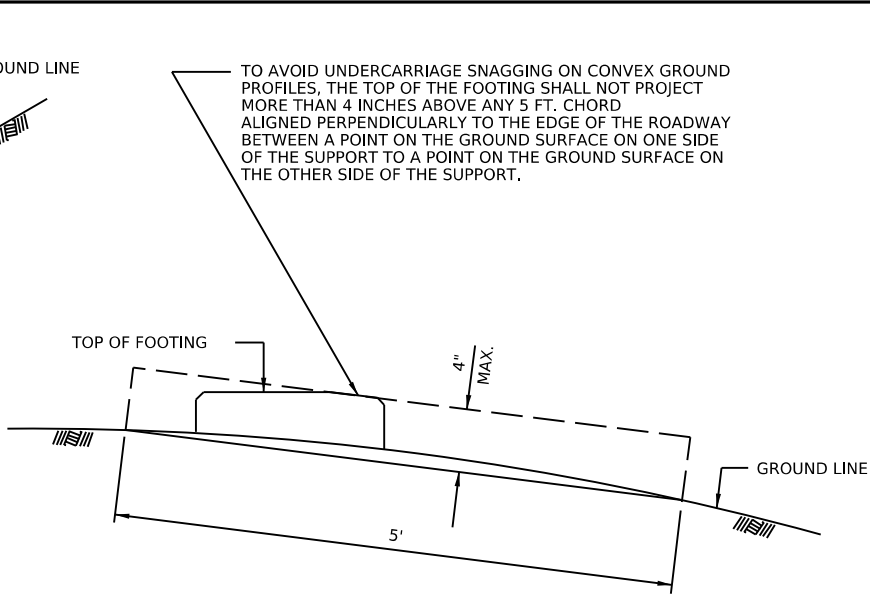 TO AVOID UNDERCARRIAGE SNAGGING ON CONVEX GROUND
PROFILES, THE TOP OF THE FOOTING SHALL NOT PROJECT
MORE THAN 4 INCHES ABOVE ANY 5 FT. CHORD
ALIGNED PERPENDICULARLY TO THE EDGE OF THE ROADWAY
BETWEEN A POINT ON THE GROUND SURFACE ON ONE SIDE
OF THE SUPPORT TO A POINT ON THE GROUND SURFACE ON
THE OTHER SIDE OF THE SUPPORT.
LINE
TOP OF FOOTING
4"
MAX.
GROUND LINE
5'